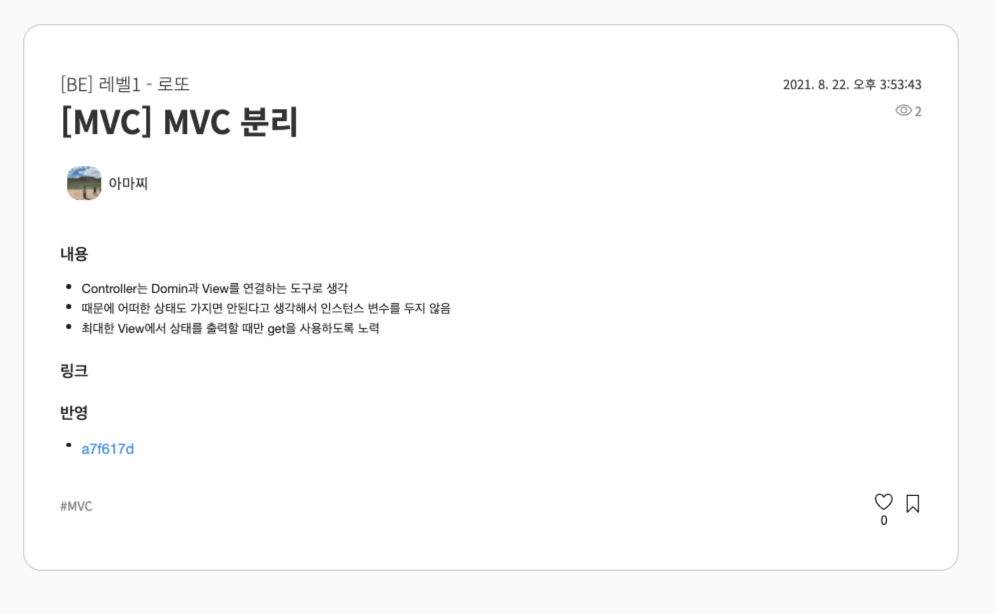 [BE] 레벨1 - 로또
2021. 8. 22. 오후 3:53:43
[MVC] MVC 분리
2
아마찌
내용
Controller는 Domin과 View를 연결하는 도구로 생각
때문에 어떠한 상태도 가지면 안된다고 생각해서 인스턴스 변수를 두지 않음
최대한 View에서 상태를 출력할 때만 get을 사용하도록 노력
링크
반영
a7f617d
#MVC
0